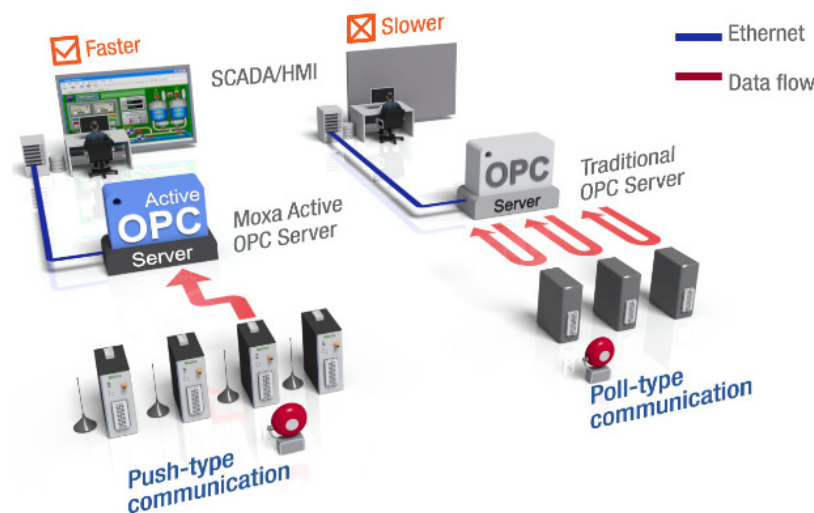 Faster
SCADA/HMI
Active
OPC
Server
Moxa Active
OPC Server
Push-type
communication
Slower
OPC
Server
Traditional
OPC Server
Poll-type
communication
Ethernet
Data flow